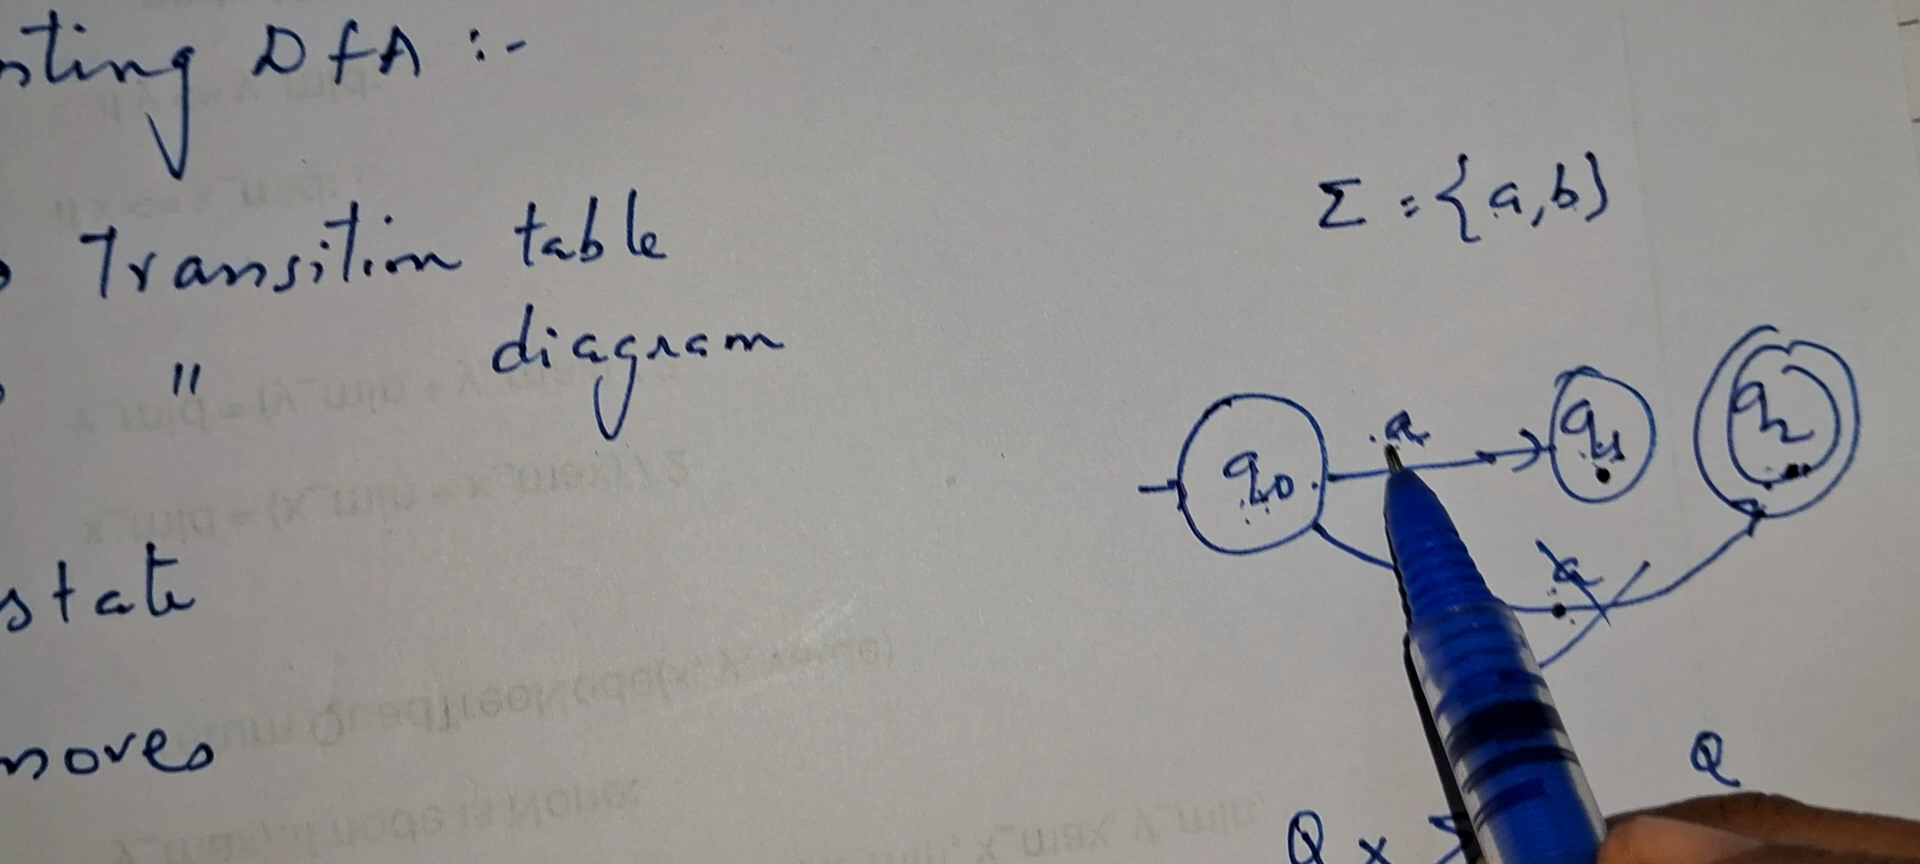 sting DFA :-
Σ = {a,b}
Transition table
" diagram
a
q0
q1
q2
a
state
moves
Q
Q x Σ